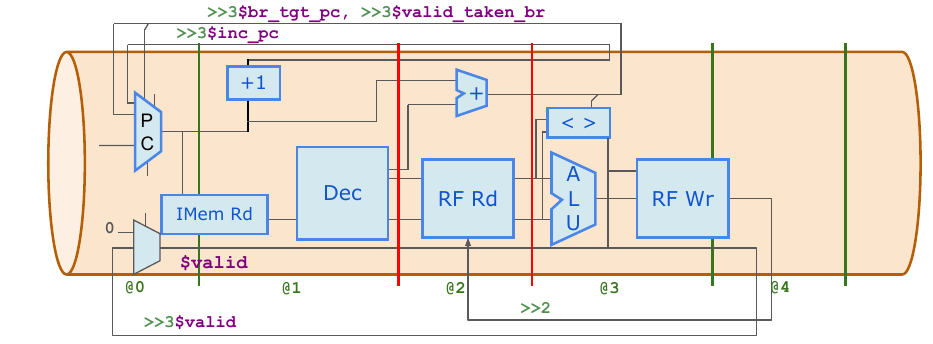 >>3$br_tgt_pc, >>3$valid_taken_br
>>3$inc_pc
+1
P
C
+
< >
Dec
RF Rd
A
L
U
RF Wr
IMem Rd
0
$valid
@0
@1
@2
@3
@4
>>2
>>3$valid